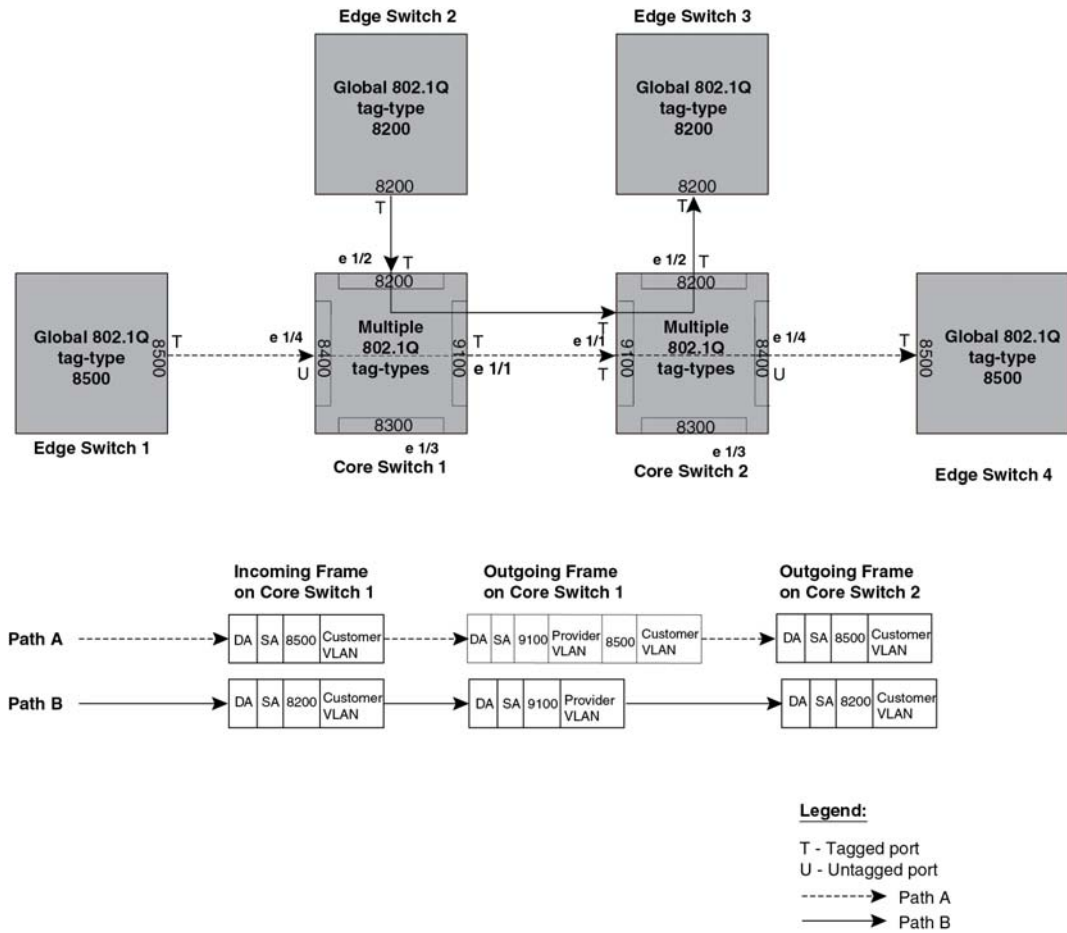 Edge Switch 2
Edge Switch 3
Global 802.1Q
tag-type
8200
8200
T
Global 802.1Q
tag-type
8200
8200
T
e 1/2
T
8200
e 1/2
T
8200
Global 802.1Q
tag-type
8500
8500
T
e 1/4
U
8400
Multiple
802.1Q
tag-types
9100
T
e 1/1
8300
e 1/3
T
e 1/1
T
9100
Multiple
802.1Q
tag-types
8400
e 1/4
U
8300
e 1/3
T
8500
Global 802.1Q
tag-type
8500
Edge Switch 1
Core Switch 1
Core Switch 2
Edge Switch 4
Incoming Frame
on Core Switch 1
Outgoing Frame
on Core Switch 1
Outgoing Frame
on Core Switch 2
Path A
DA SA 8500 Customer
VLAN
DA SA 9100 Provider
VLAN
8500 Customer
VLAN
DA SA 8500 Customer
VLAN
Path B
DA SA 8200 Customer
VLAN
DA SA 9100 Provider
VLAN
DA SA 8200 Customer
VLAN
Legend:
T - Tagged port
U - Untagged port
Path A
Path B